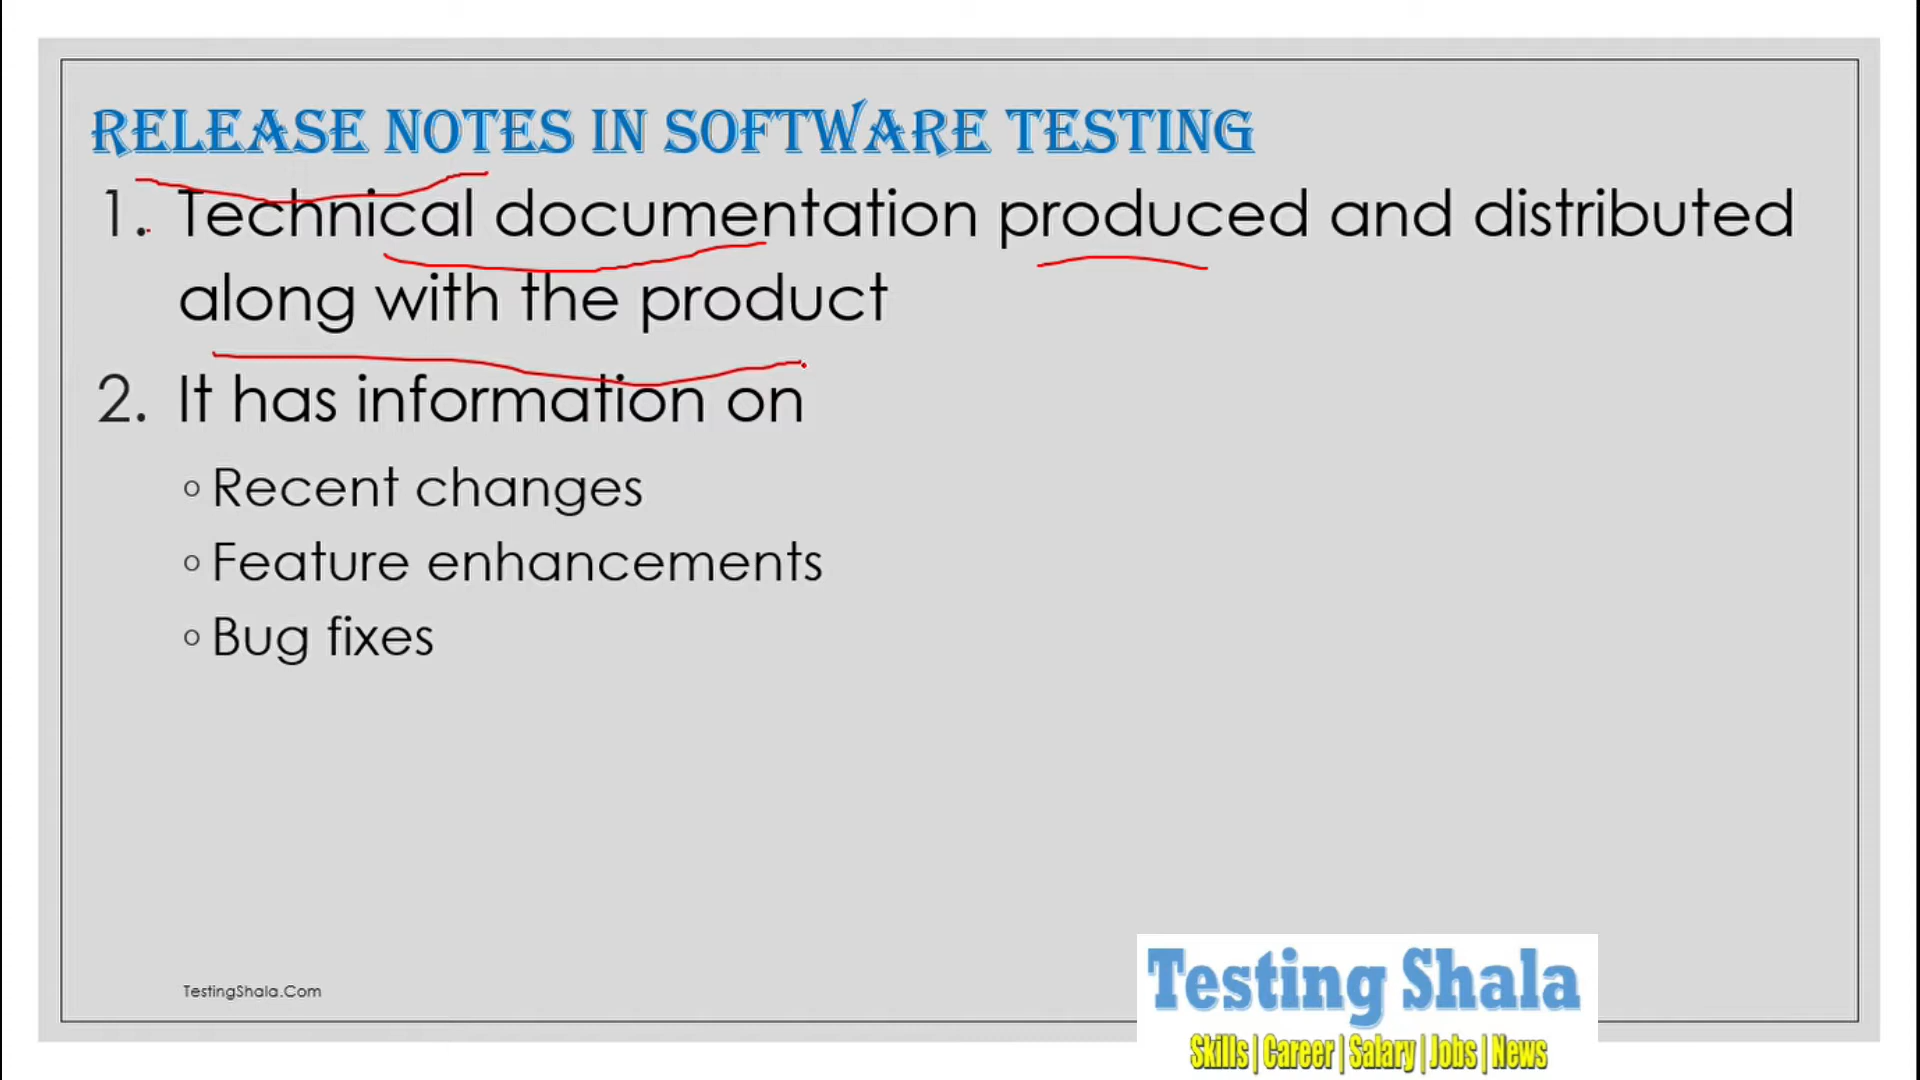 RELEASE NOTES IN SOFTWARE TESTING
1. Technical documentation produced and distributed
along with the product
2. It has information on
Recent changes
Feature enhancements
Bug fixes
TestingShala.Com
Testing Shala
Skills | Career | Salary | Jobs | News